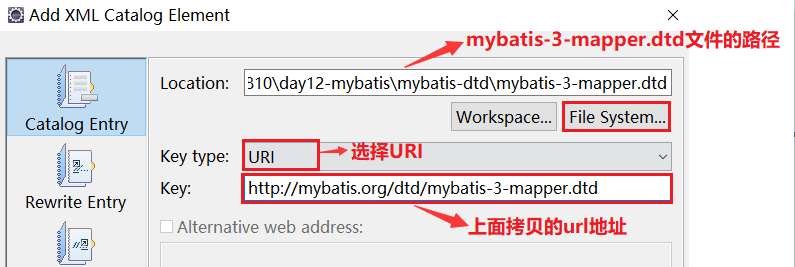 Add XML Catalog Element
mybatis-3-mapper.dtd文件的路径
Location: 310\day12-mybatis\mybatis-dtd\mybatis-3-mapper.dtd
Workspace... File System...
Catalog Entry
Key type: URI 选择URI
Key: http://mybatis.org/dtd/mybatis-3-mapper.dtd
Rewrite Entry
Alternative web address:
上面拷贝的url地址